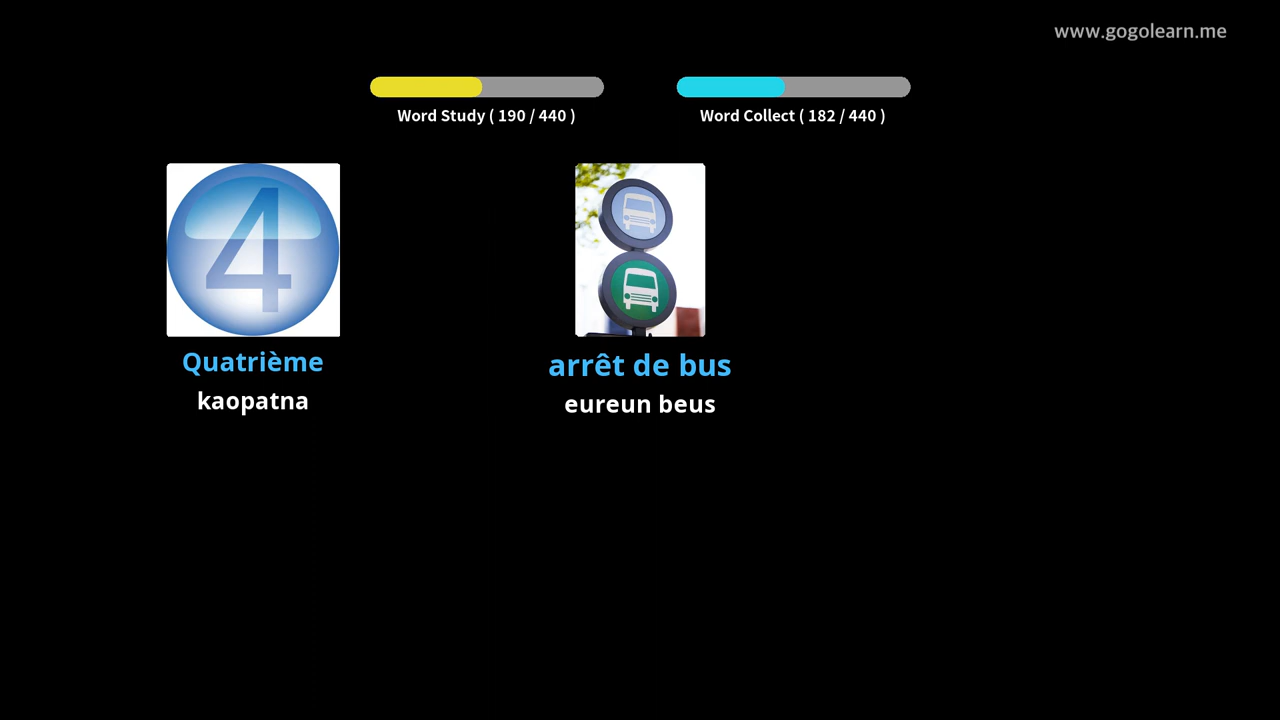 www.gogolearn.me
Word Study ( 190 / 440 )
Word Collect ( 182 / 440 )
4
Quatrième
kaopatna
arrêt de bus
eureun beus